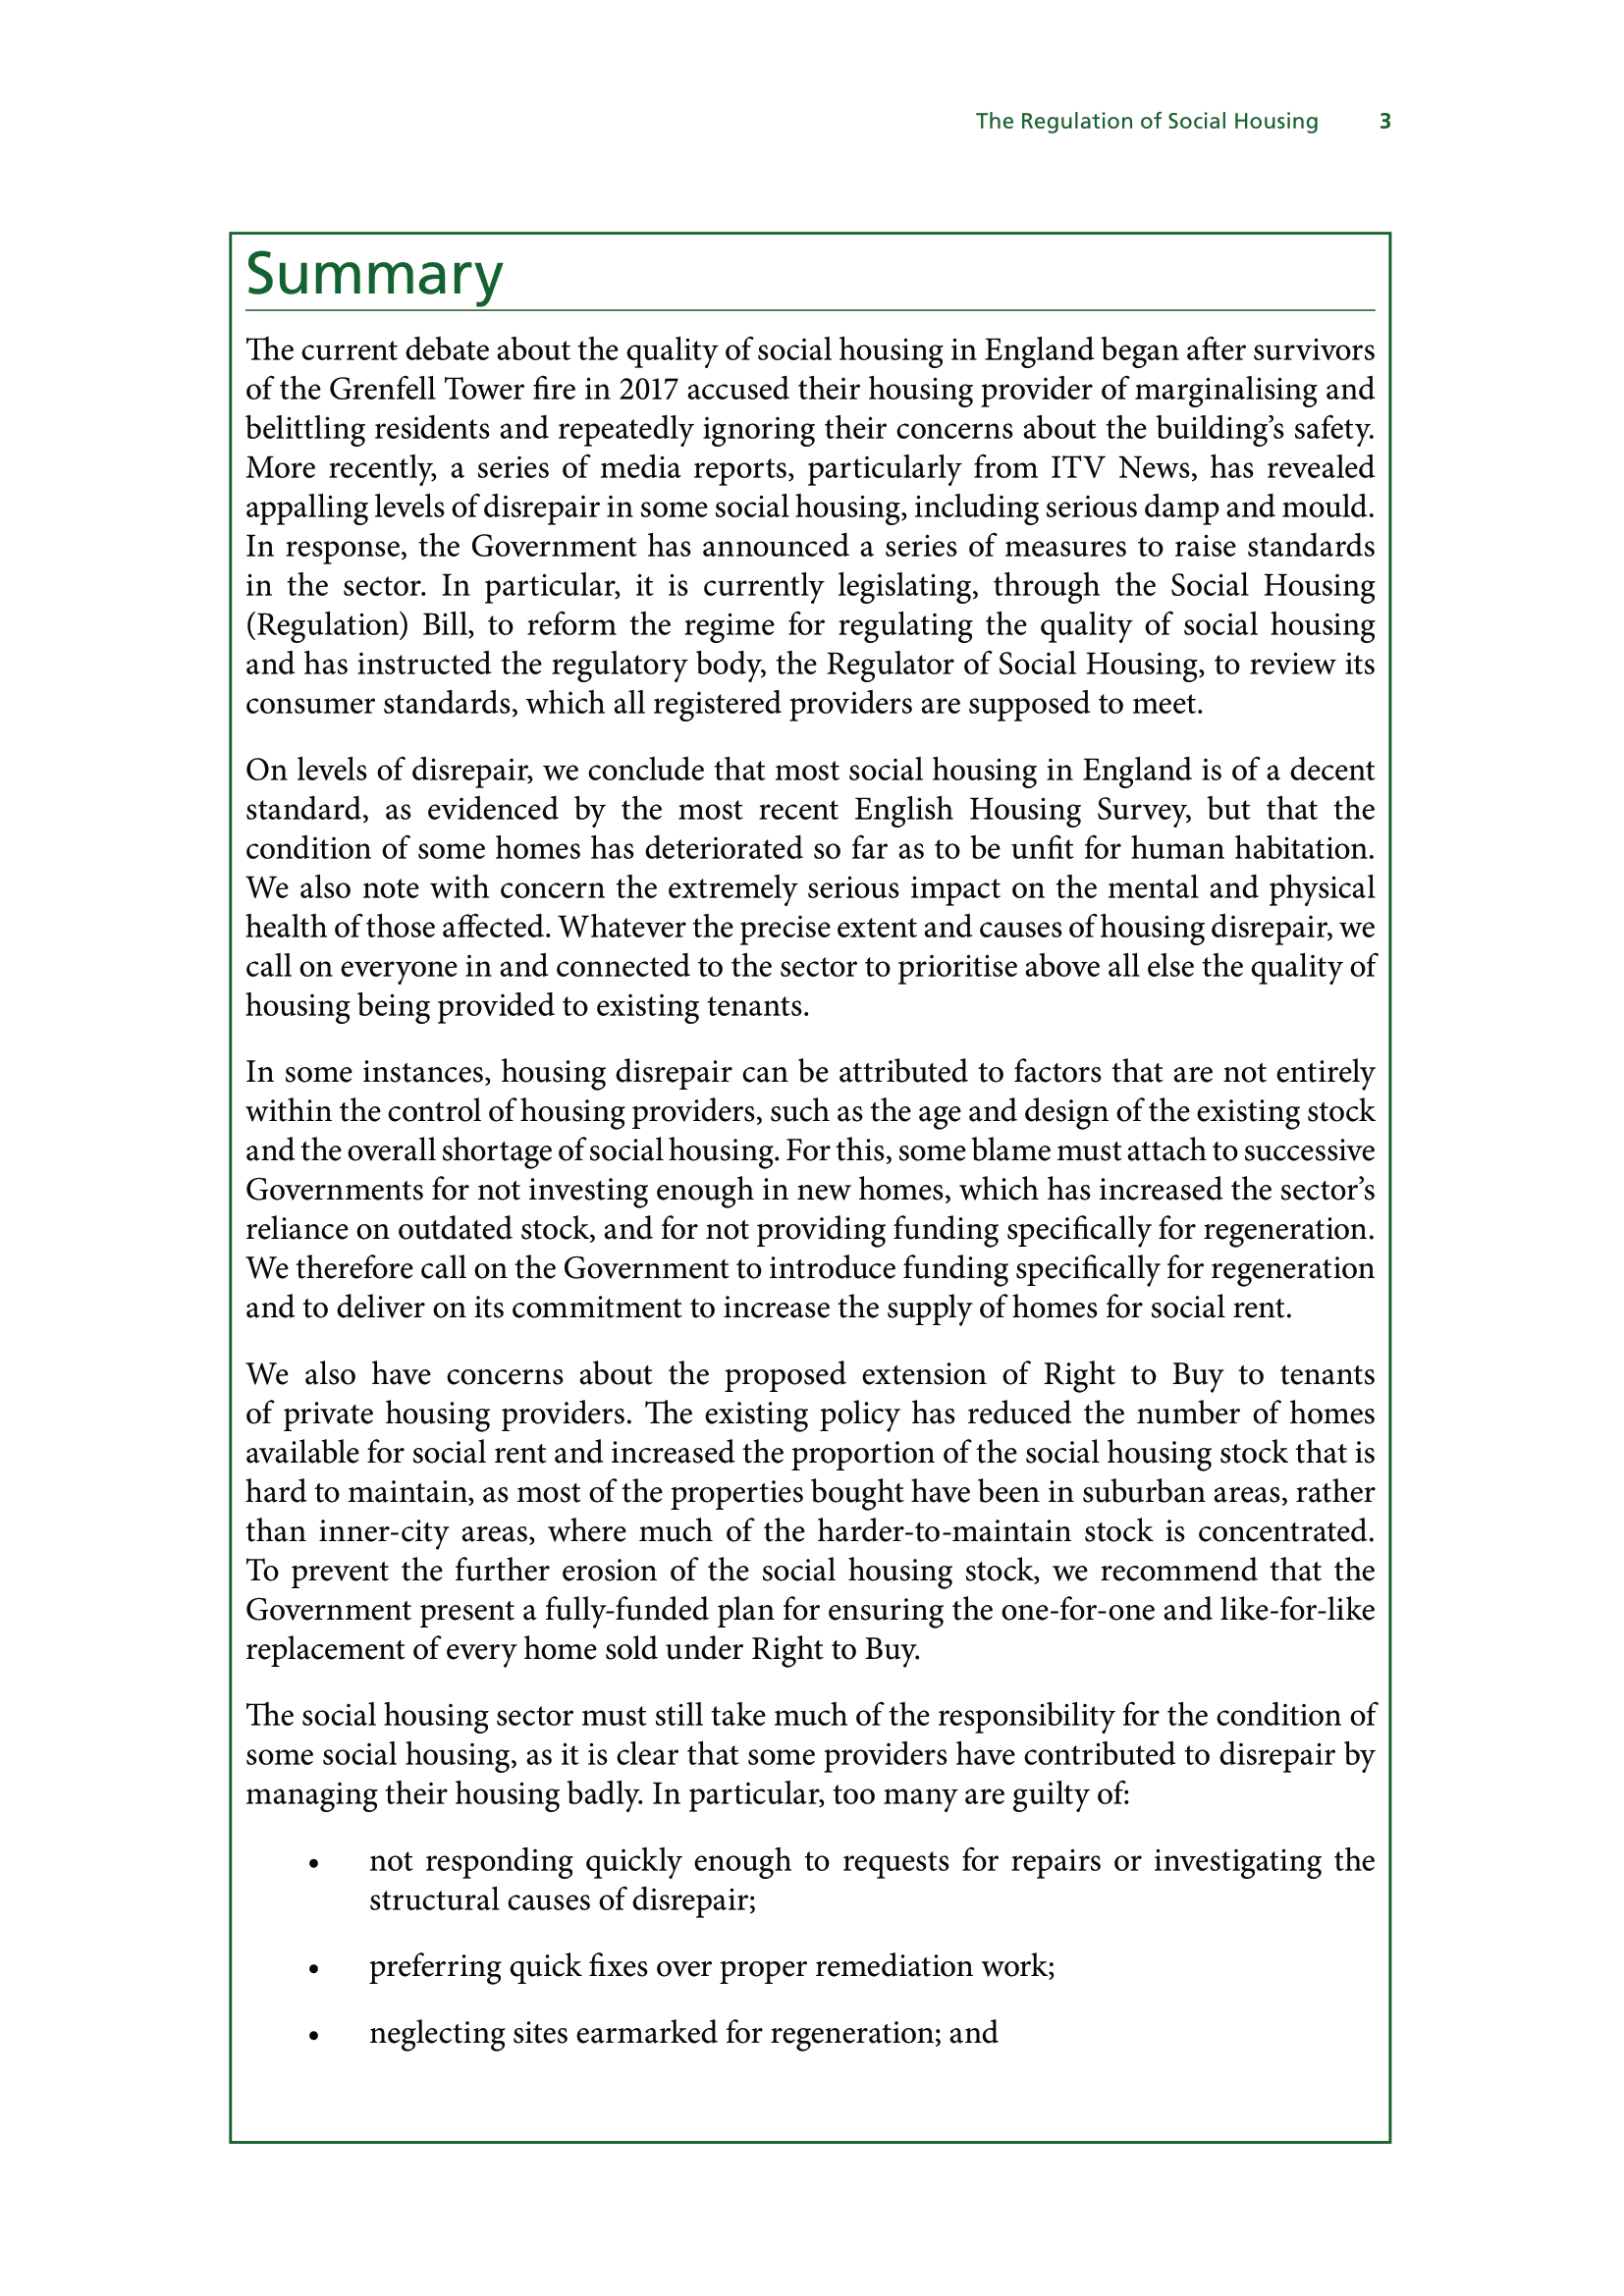 The Regulation of Social Housing 3
Summary
The current debate about the quality of social housing in England began after survivors
of the Grenfell Tower fire in 2017 accused their housing provider of marginalising and
belittling residents and repeatedly ignoring their concerns about the building’s safety.
More recently, a series of media reports, particularly from ITV News, has revealed
appalling levels of disrepair in some social housing, including serious damp and mould.
In response, the Government has announced a series of measures to raise standards
in the sector. In particular, it is currently legislating, through the Social Housing
(Regulation) Bill, to reform the regime for regulating the quality of social housing
and has instructed the regulatory body, the Regulator of Social Housing, to review its
consumer standards, which all registered providers are supposed to meet.
On levels of disrepair, we conclude that most social housing in England is of a decent
standard, as evidenced by the most recent English Housing Survey, but that the
condition of some homes has deteriorated so far as to be unfit for human habitation.
We also note with concern the extremely serious impact on the mental and physical
health of those affected. Whatever the precise extent and causes of housing disrepair, we
call on everyone in and connected to the sector to prioritise above all else the quality of
housing being provided to existing tenants.
In some instances, housing disrepair can be attributed to factors that are not entirely
within the control of housing providers, such as the age and design of the existing stock
and the overall shortage of social housing. For this, some blame must attach to successive
Governments for not investing enough in new homes, which has increased the sector’s
reliance on outdated stock, and for not providing funding specifically for regeneration.
We therefore call on the Government to introduce funding specifically for regeneration
and to deliver on its commitment to increase the supply of homes for social rent.
We also have concerns about the proposed extension of Right to Buy to tenants
of private housing providers. The existing policy has reduced the number of homes
available for social rent and increased the proportion of the social housing stock that is
hard to maintain, as most of the properties bought have been in suburban areas, rather
than inner-city areas, where much of the harder-to-maintain stock is concentrated.
To prevent the further erosion of the social housing stock, we recommend that the
Government present a fully-funded plan for ensuring the one-for-one and like-for-like
replacement of every home sold under Right to Buy.
The social housing sector must still take much of the responsibility for the condition of
some social housing, as it is clear that some providers have contributed to disrepair by
managing their housing badly. In particular, too many are guilty of:
• not responding quickly enough to requests for repairs or investigating the
structural causes of disrepair;
• preferring quick fixes over proper remediation work;
• neglecting sites earmarked for regeneration; and